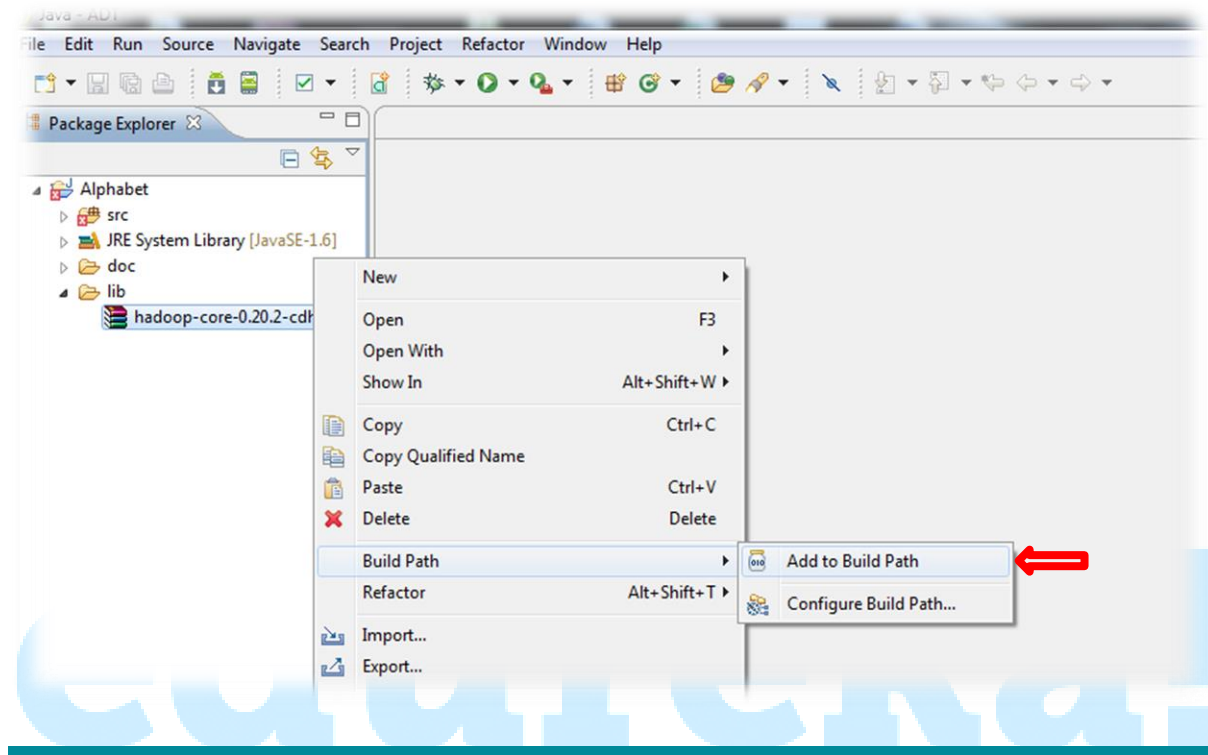 Java - ADT
File Edit Run Source Navigate Search Project Refactor Window Help
Package Explorer
Alphabet
src
JRE System Library [JavaSE-1.6]
doc
lib
hadoop-core-0.20.2-cdh
New
Open F3
Open With
Show In Alt+Shift+W
Copy Ctrl+C
Copy Qualified Name
Paste Ctrl+V
Delete Delete
Build Path
Add to Build Path
Refactor Alt+Shift+T
Configure Build Path...
Import...
Export...
edureka!